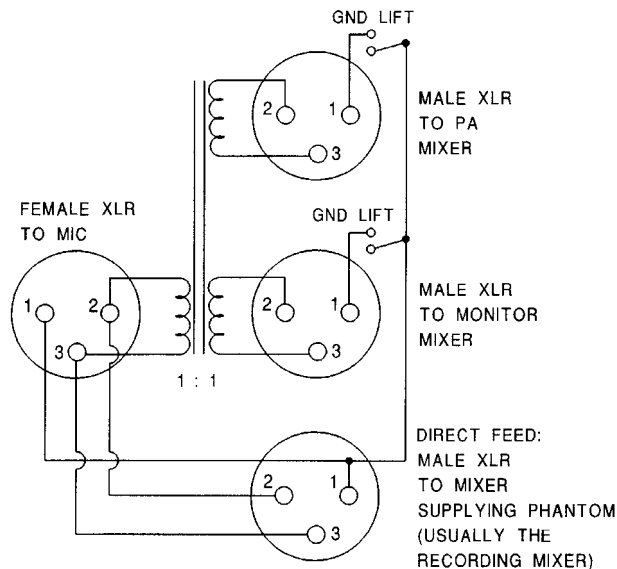 GND LIFT
2
1
3
MALE XLR
TO PA
MIXER
FEMALE XLR
TO MIC
GND LIFT
1
2
3
2
1
3
MALE XLR
TO MONITOR
MIXER
1 : 1
2
1
3
DIRECT FEED:
MALE XLR
TO MIXER
SUPPLYING PHANTOM
(USUALLY THE
RECORDING MIXER)